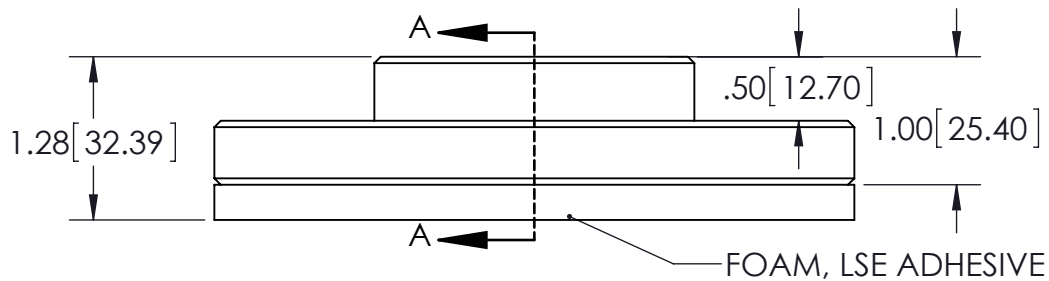 A
.50[12.70]
1.28[32.39]
1.00[25.40]
A
FOAM, LSE ADHESIVE